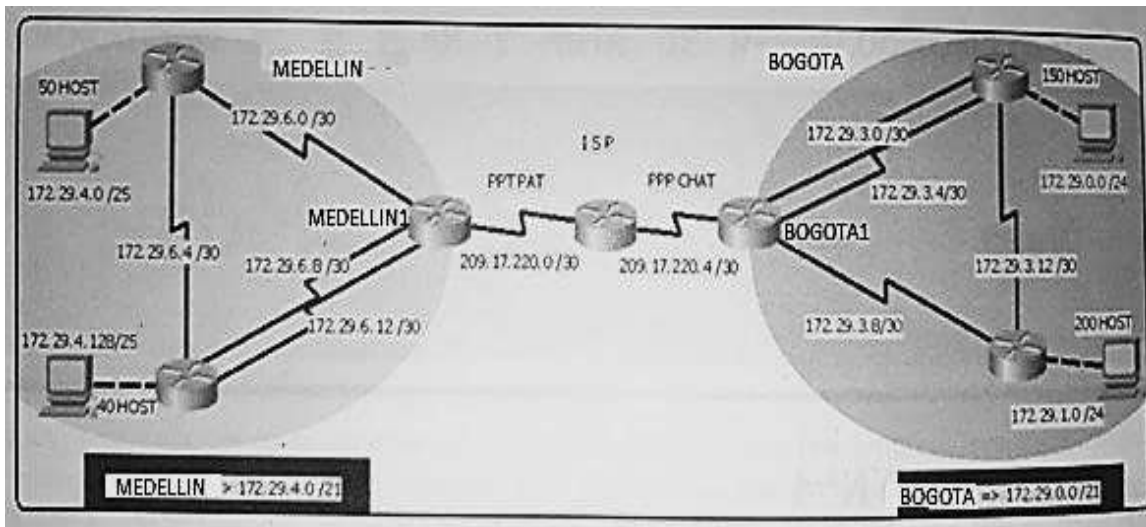 MEDELLIN
BOGOTA
50 HOST
150 HOST
172.29.6.0 /30
172.29.3.0 /30
ISP
172.29.4.0 /25
PPT PAT
PPP CHAT
172.29.3.4/30
172.29.0.0 /24
MEDELLIN1
BOGOTA1
172.29.6.4 /30
172.29.6.8 /30
209.17.220.0 /30
209.17.220.4 /30
172.29.3.12 /30
172.29.6.12 /30
172.29.3.8/30
172.29.4.128/25
200 HOST
40 HOST
172.29.1.0 /24
MEDELLIN > 172.29.4.0 /21
BOGOTA => 172.29.0.0 /21